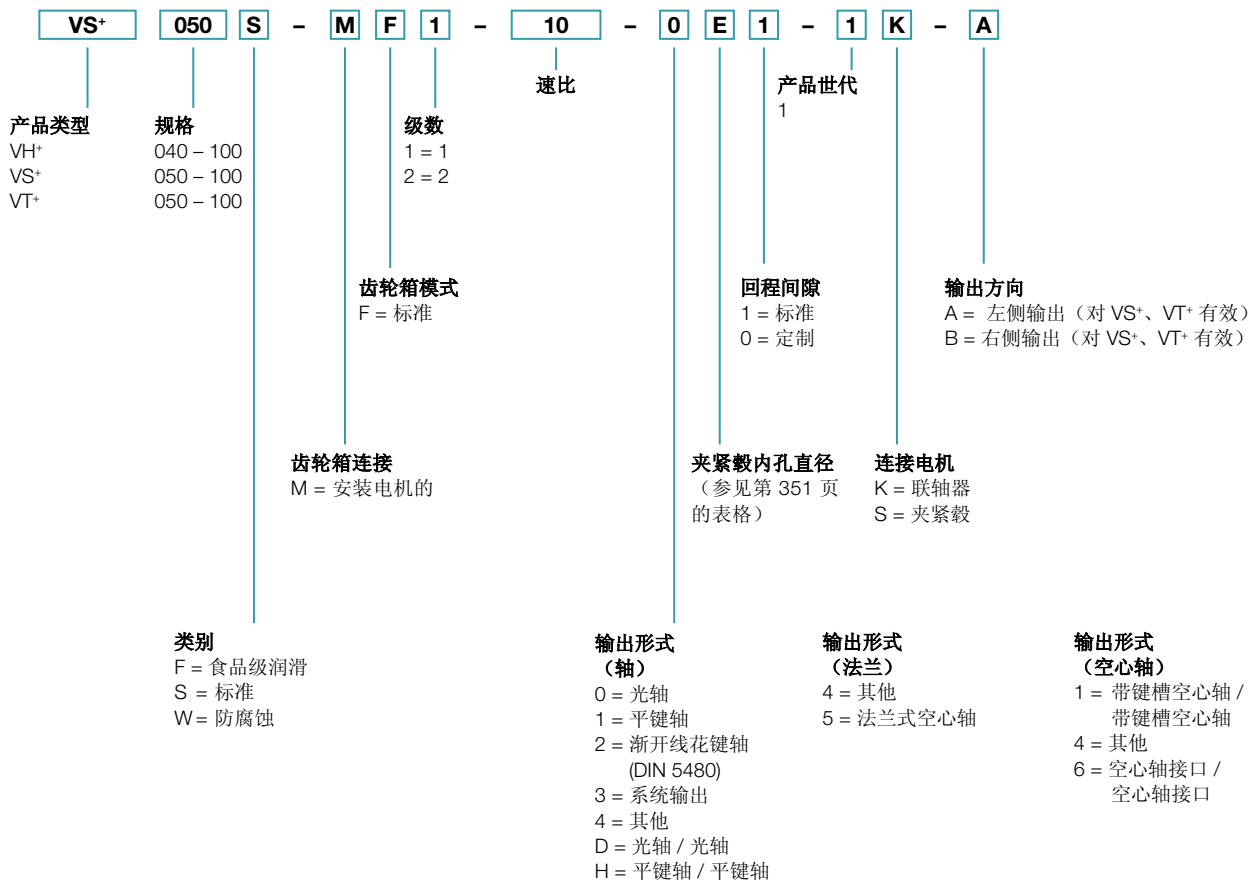 VS⁺ 050 S – M F 1 – 10 – 0 E 1 – 1 K – A
速比
产品世代
1
产品类型
VH⁺
VS⁺
VT⁺
规格
040 – 100
050 – 100
050 – 100
级数
1 = 1
2 = 2
齿轮箱模式
F = 标准
回程间隙
1 = 标准
0 = 定制
输出方向
A = 左侧输出（对 VS⁺、VT⁺ 有效）
B = 右侧输出（对 VS⁺、VT⁺ 有效）
齿轮箱连接
M = 安装电机的
夹紧毂内孔直径
（参见第 351 页
的表格）
连接电机
K = 联轴器
S = 夹紧毂
类别
F = 食品级润滑
S = 标准
W = 防腐蚀
输出形式
（轴）
0 = 光轴
1 = 平键轴
2 = 渐开线花键轴
(DIN 5480)
3 = 系统输出
4 = 其他
D = 光轴 / 光轴
H = 平键轴 / 平键轴
输出形式
（法兰）
4 = 其他
5 = 法兰式空心轴
输出形式
（空心轴）
1 = 带键槽空心轴 /
带键槽空心轴
4 = 其他
6 = 空心轴接口 /
空心轴接口